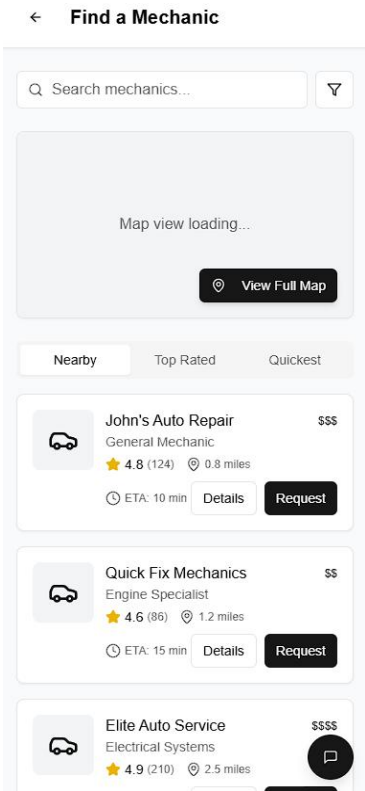 Find a Mechanic
Search mechanics...
Map view loading...
View Full Map
Nearby Top Rated Quickest
John's Auto Repair $$$
General Mechanic
4.8 (124) 0.8 miles
ETA: 10 min Details Request
Quick Fix Mechanics $$
Engine Specialist
4.6 (86) 1.2 miles
ETA: 15 min Details Request
Elite Auto Service $$$$
Electrical Systems
4.9 (210) 2.5 miles